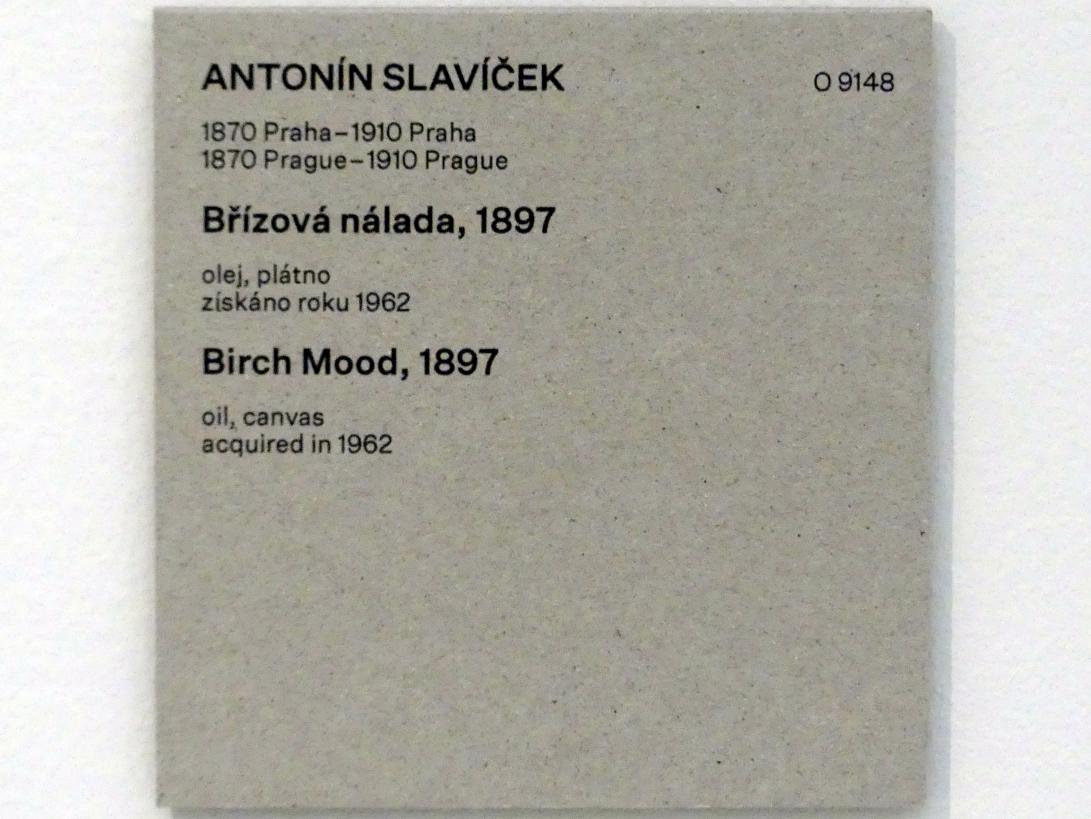 ANTONÍN SLAVÍČEK O 9148
1870 Praha–1910 Praha
1870 Prague–1910 Prague
Břízová nálada, 1897
olej, plátno
získáno roku 1962
Birch Mood, 1897
oil, canvas
acquired in 1962